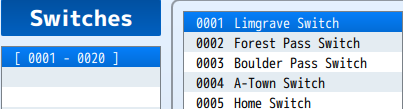 Switches
[ 0001 - 0020 ]
0001 Limgrave Switch
0002 Forest Pass Switch
0003 Boulder Pass Switch
0004 A-Town Switch
0005 Home Switch